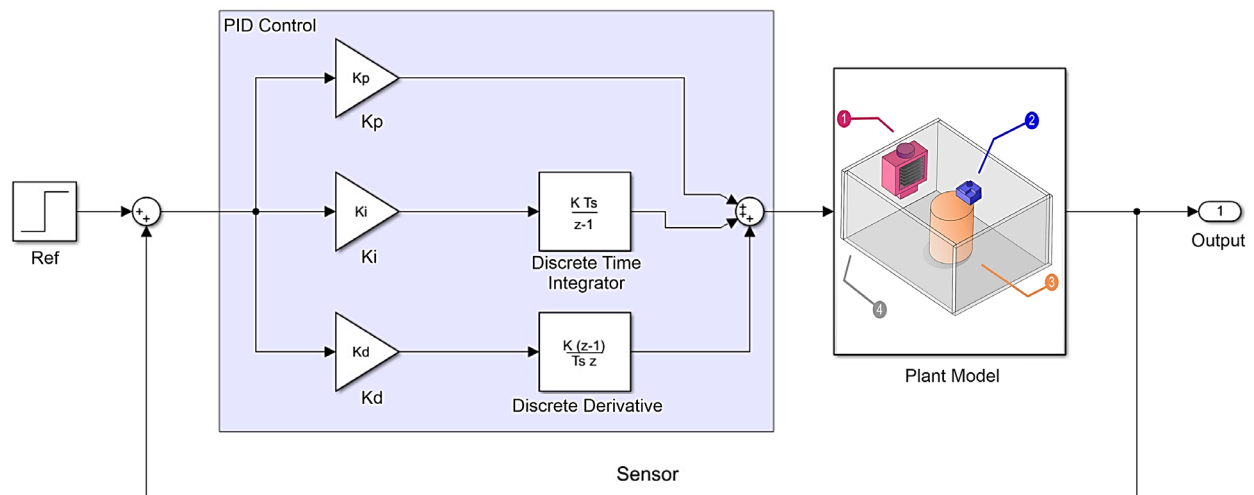 PID Control
Kp
Kp
1
2
Ref
+
+
Ki
Ki
K Ts
z-1
Discrete Time
Integrator
+
+
+
1
Output
3
4
Kd
Kd
K (z-1)
Ts z
Discrete Derivative
Plant Model
Sensor